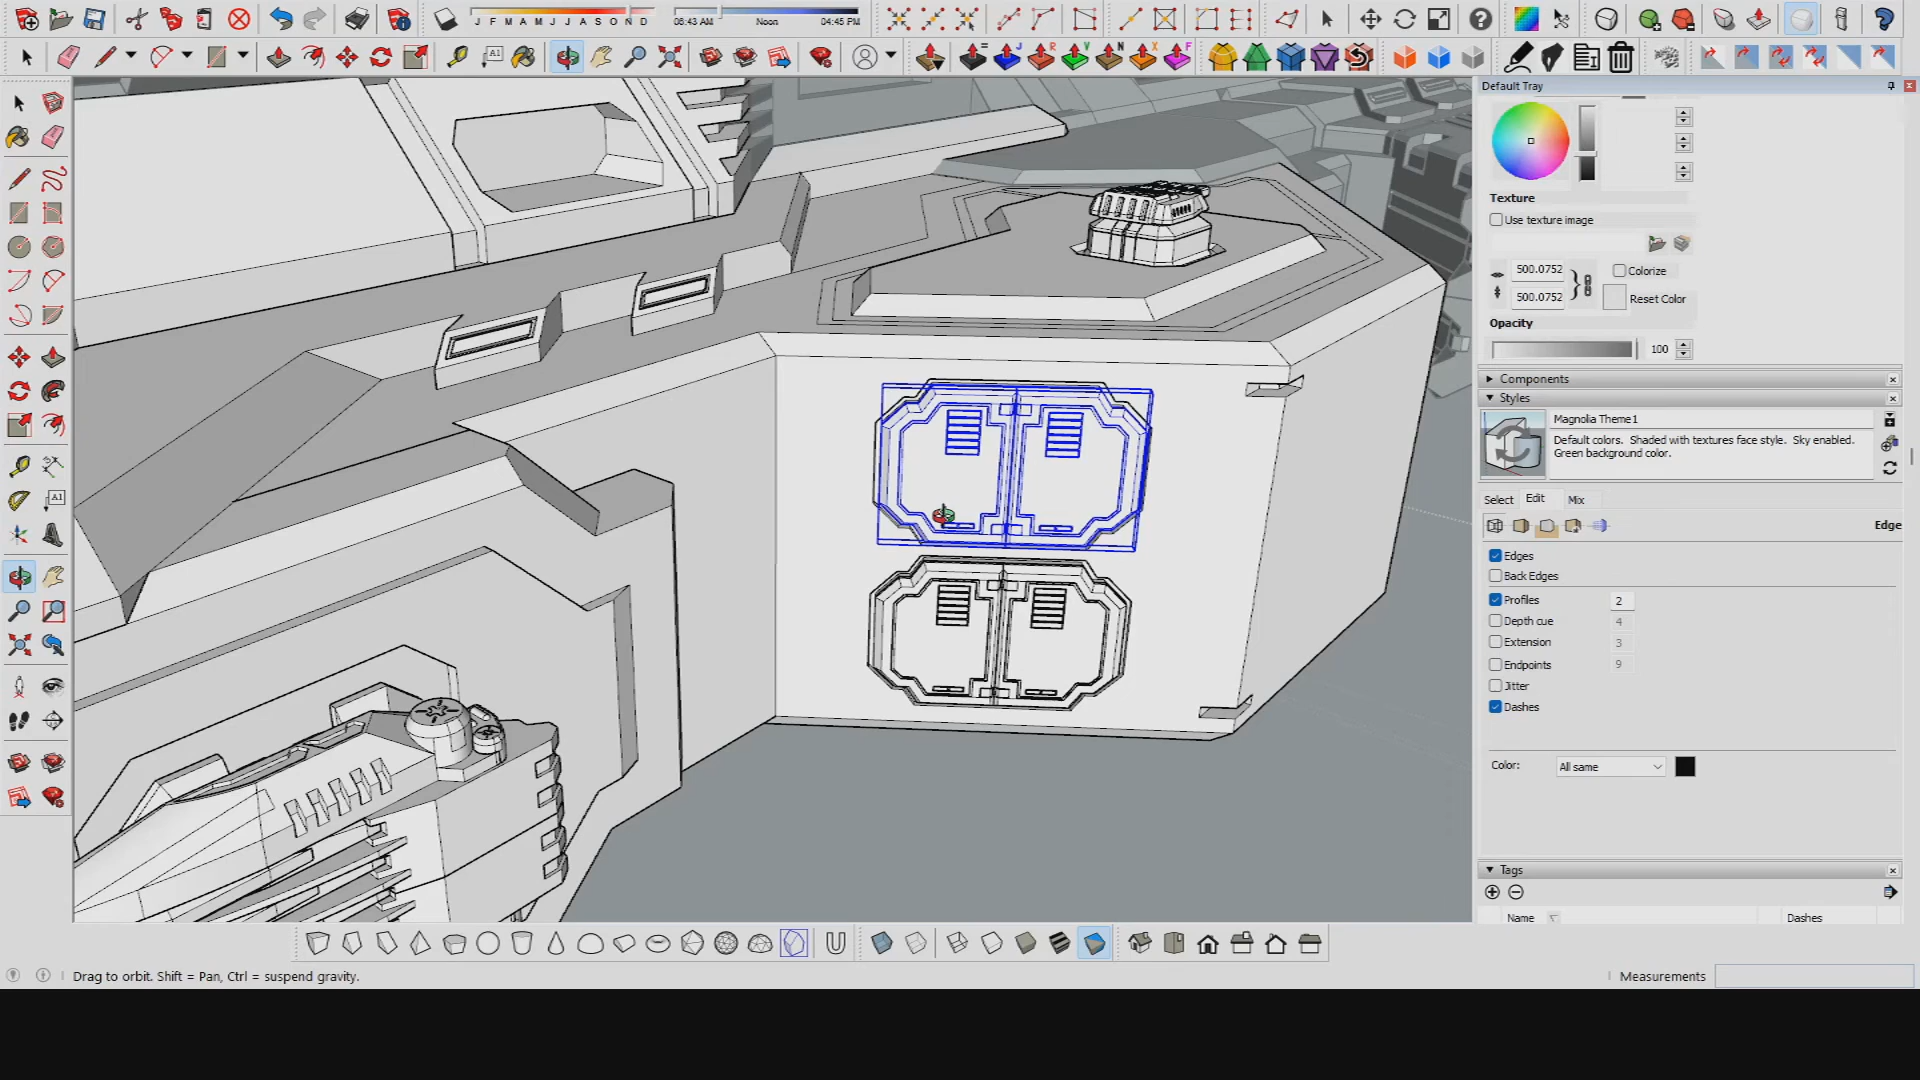 J F M A M J J A S O N D
06:43 AM Noon 04:45 PM
= J R V N X F
Default Tray
Texture
Use texture image
500.0752
Colorize
500.0752
Reset Color
Opacity
100
Components
Styles
Magnolia Theme1
Default colors. Shaded with textures face style. Sky enabled.
Green background color.
Select Edit Mix
Edge
Edges
Back Edges
Profiles 2
Depth cue 4
Extension 3
Endpoints 9
Jitter
Dashes
Color: All same
Tags
Name Dashes
Drag to orbit. Shift = Pan, Ctrl = suspend gravity.
Measurements